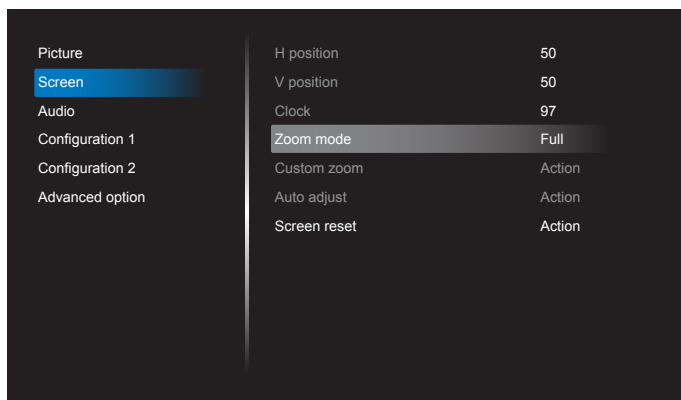 Picture
Screen
Audio
Configuration 1
Configuration 2
Advanced option
H position 50
V position 50
Clock 97
Zoom mode Full
Custom zoom Action
Auto adjust Action
Screen reset Action